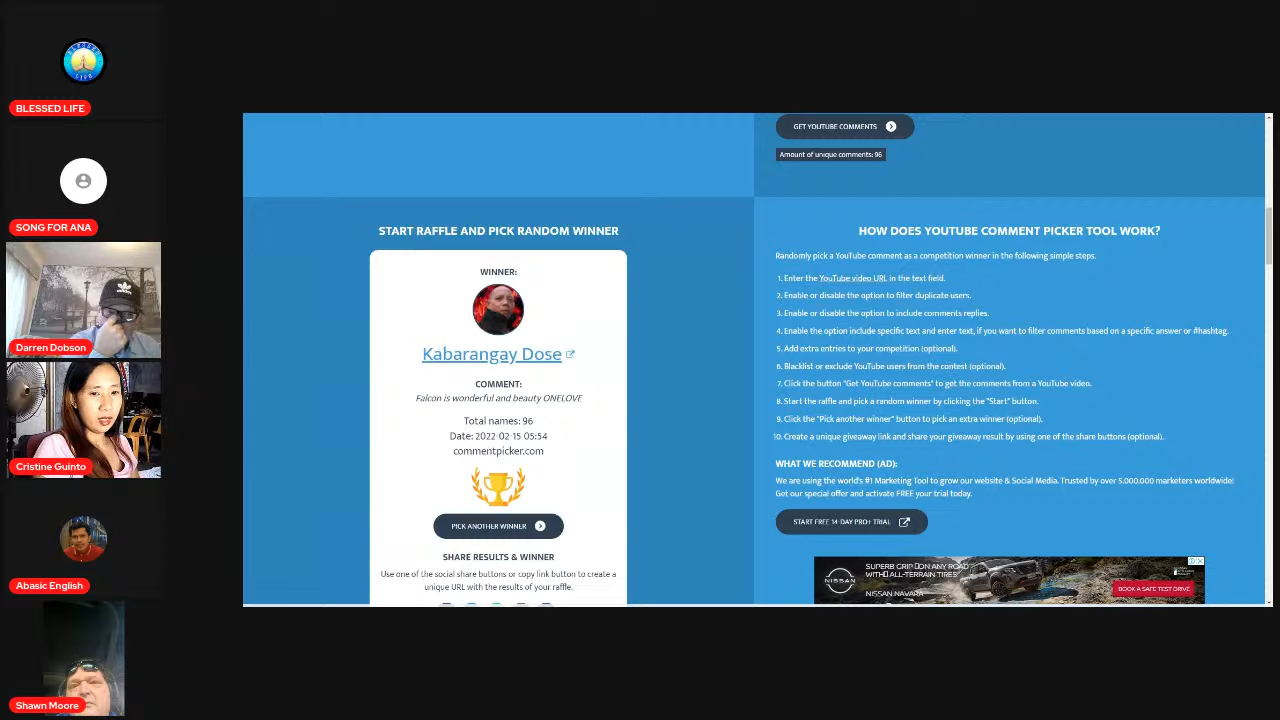 BLESSED LIFE
SONG FOR ANA
Darren Dobson
Cristine Guinto
Abasic English
Shawn Moore
GET YOUTUBE COMMENTS
Amount of unique comments: 96
START RAFFLE AND PICK RANDOM WINNER
WINNER:
Kabarangay Dose
COMMENT:
Falcon is wonderful and beauty ONELOVE
Total names: 96
Date: 2022-02-15 05:54
commentpicker.com
PICK ANOTHER WINNER
SHARE RESULTS & WINNER
Use one of the social share buttons or copy link button to create a
unique URL with the results of your raffle.
HOW DOES YOUTUBE COMMENT PICKER TOOL WORK?
Randomly pick a YouTube comment as a competition winner in the following simple steps.
1. Enter the YouTube video URL in the text field.
2. Enable or disable the option to filter duplicate users.
3. Enable or disable the option to include comments replies.
4. Enable the option include specific text and enter text, if you want to filter comments based on a specific answer or #hashtag.
5. Add extra entries to your competition (optional).
6. Blacklist or exclude YouTube users from the contest (optional).
7. Click the button "Get YouTube comments" to get the comments from a YouTube video.
8. Start the raffle and pick a random winner by clicking the "Start" button.
9. Click the "Pick another winner" button to pick an extra winner (optional).
10. Create a unique giveaway link and share your giveaway result by using one of the share buttons (optional).
WHAT WE RECOMMEND (AD):
We are using the world's #1 Marketing Tool to grow our website & Social Media. Trusted by over 5.000.000 marketers worldwide!
Get our special offer and activate FREE your trial today.
START FREE 14-DAY PRO+ TRIAL
NISSAN
SUPERB GRIP ON ANY ROAD
WITH ALL-TERRAIN TIRES
NISSAN NAVARA
BOOK A SAFE TEST DRIVE